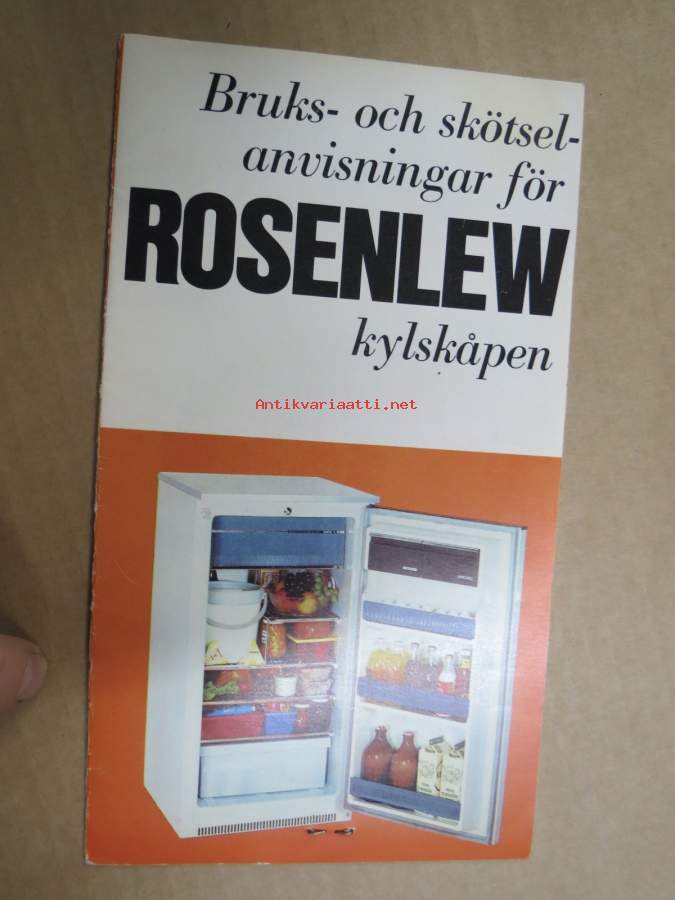 Bruks- och skötsel-
anvisningar för
ROSENLEW
kylskåpen
Antikvariaatti.net